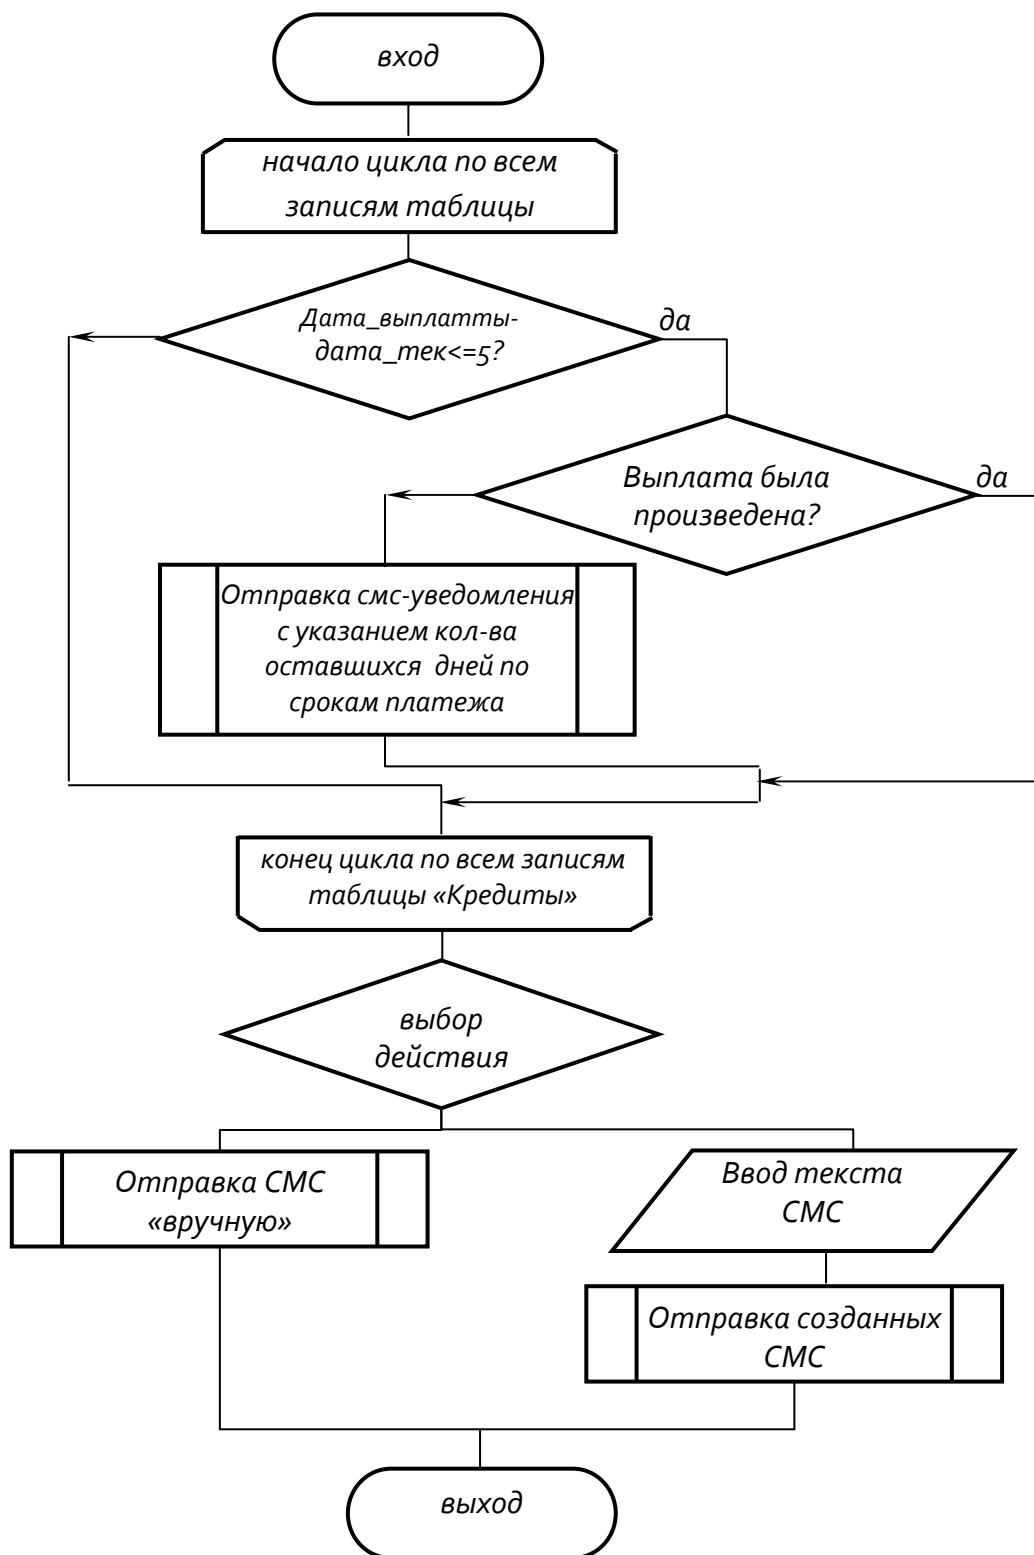 вход
начало цикла по всем
записям таблицы
Дата_выплатты-
дата_тек<=5?
да
Выплата была
произведена?
да
Отправка смс-уведомления
с указанием кол-ва
оставшихся дней по
срокам платежа
конец цикла по всем записям
таблицы «Кредиты»
выбор
действия
Отправка СМС
«вручную»
Ввод текста
СМС
Отправка созданных
СМС
выход